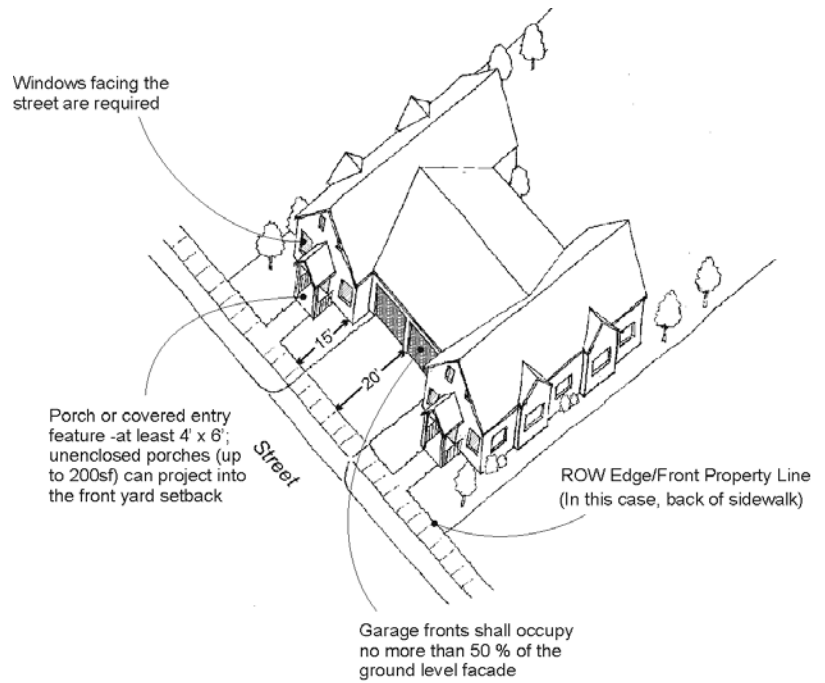 Windows facing the
street are required
15'
20'
Porch or covered entry
feature -at least 4' x 6';
unenclosed porches (up
to 200sf) can project into
the front yard setback
Street
ROW Edge/Front Property Line
(In this case, back of sidewalk)
Garage fronts shall occupy
no more than 50 % of the
ground level facade